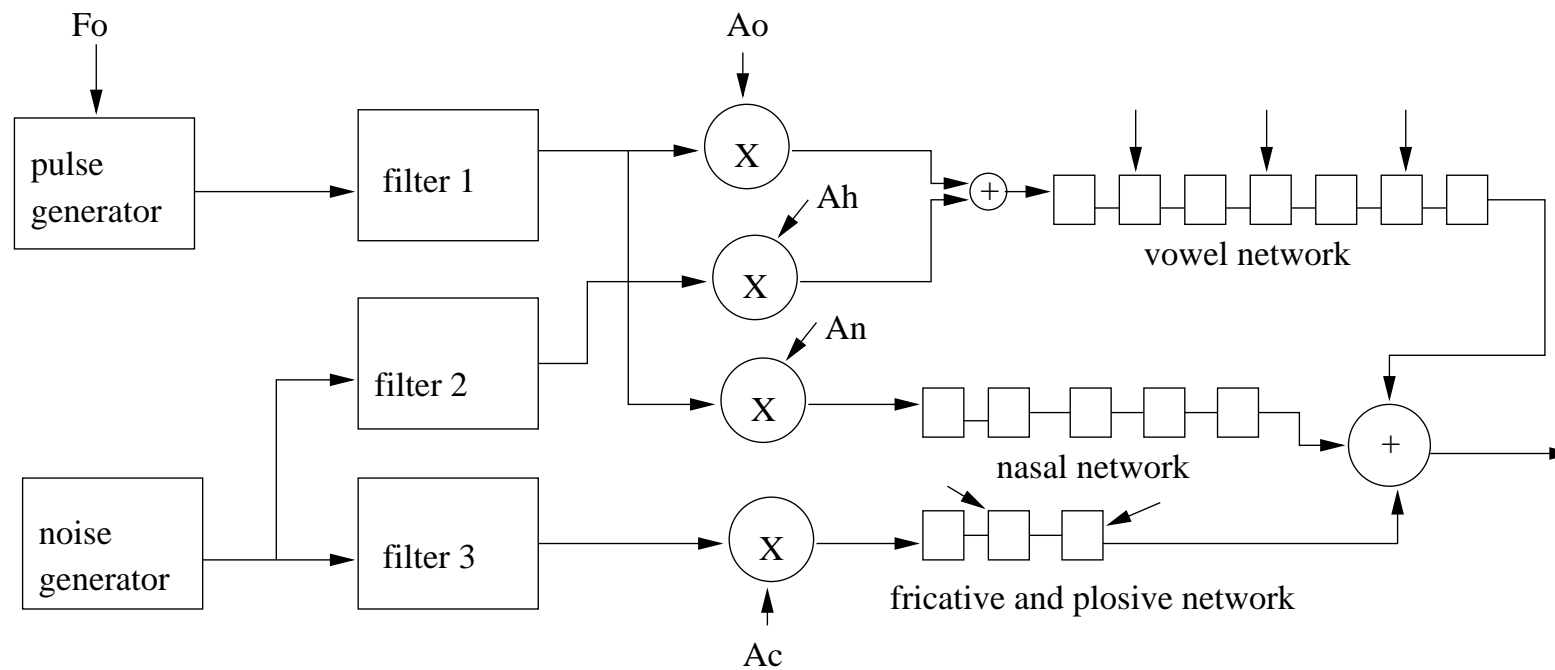 Fo
Ao
pulse
generator
filter 1
X
Ah
X
+
vowel network
filter 2
An
X
nasal network
+
noise
generator
filter 3
X
fricative and plosive network
Ac